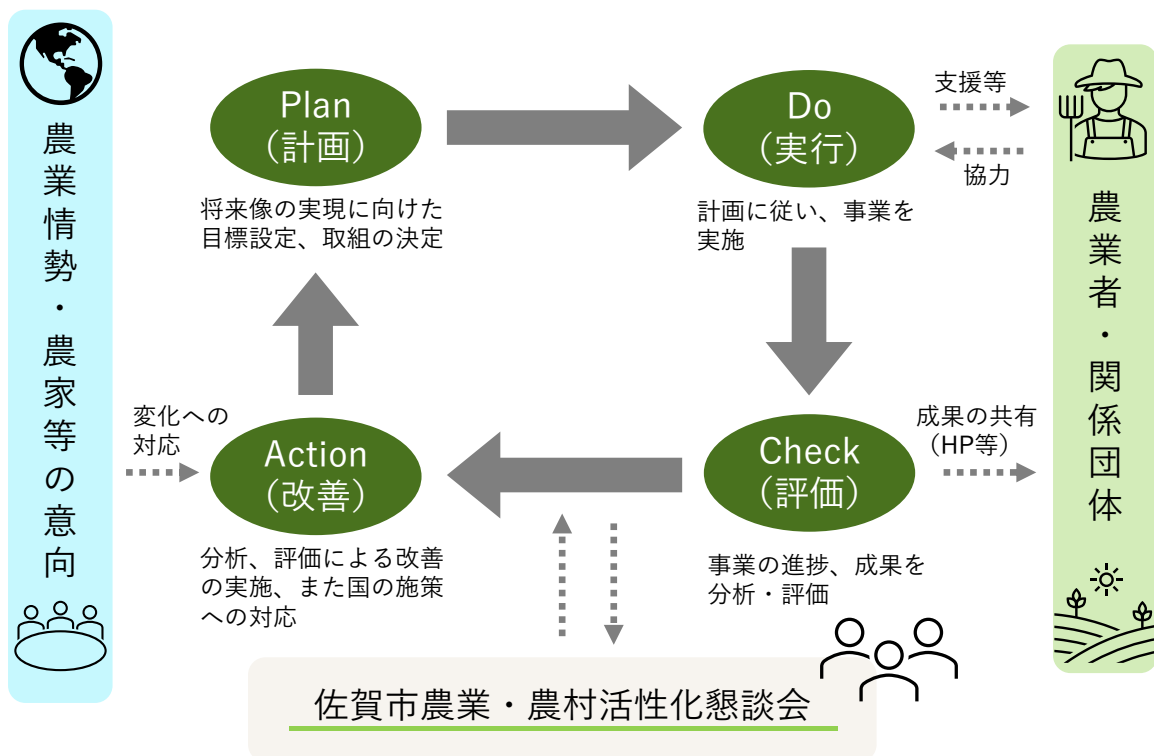 農業情勢・農家等の意向
Plan
（計画）
将来像の実現に向けた
目標設定、取組の決定
Do
（実行）
計画に従い、事業を
実施
支援等
協力
農業者・関係団体
変化への
対応
Action
（改善）
分析、評価による改善
の実施、また国の施策
への対応
Check
（評価）
事業の進捗、成果を
分析・評価
成果の共有
（HP等）
佐賀市農業・農村活性化懇談会